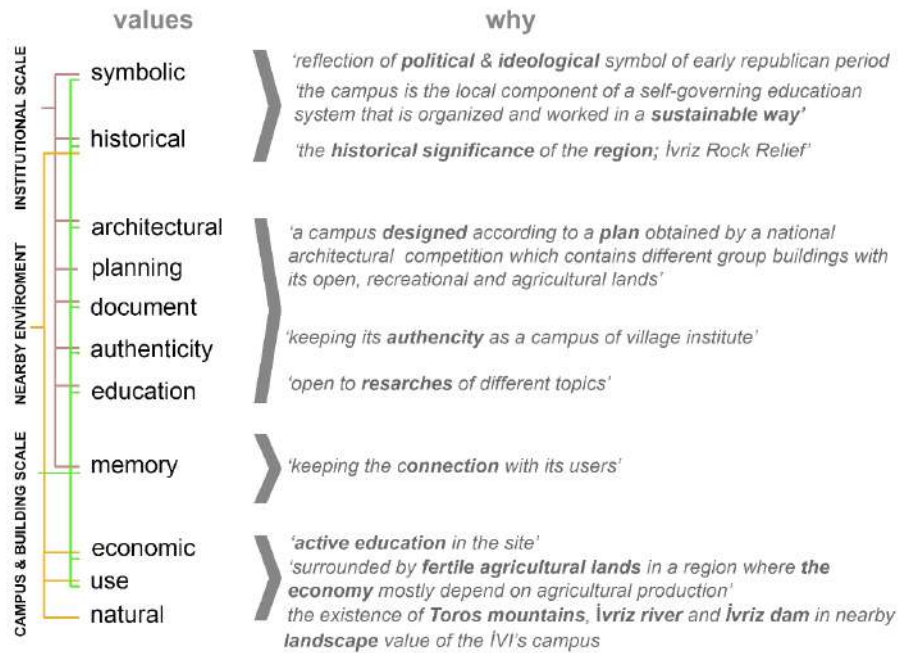 values why
INSTITUTIONAL SCALE
symbolic
historical
‘reflection of political & ideological symbol of early republican period
‘the campus is the local component of a self-governing educatioan
system that is organized and worked in a sustainable way’
‘the historical significance of the region; İvriz Rock Relief’
NEARBY ENVIROMENT
architectural
planning
document
authenticity
education
‘a campus designed according to a plan obtained by a national
architectural competition which contains different group buildings with
its open, recreational and agricultural lands’
‘keeping its authencity as a campus of village institute’
‘open to resarches of different topics’
CAMPUS & BUILDING SCALE
memory
‘keeping the connection with its users’
economic
use
natural
‘active education in the site’
‘surrounded by fertile agricultural lands in a region where the
economy mostly depend on agricultural production’
the existence of Toros mountains, İvriz river and İvriz dam in nearby
landscape value of the İVI’s campus